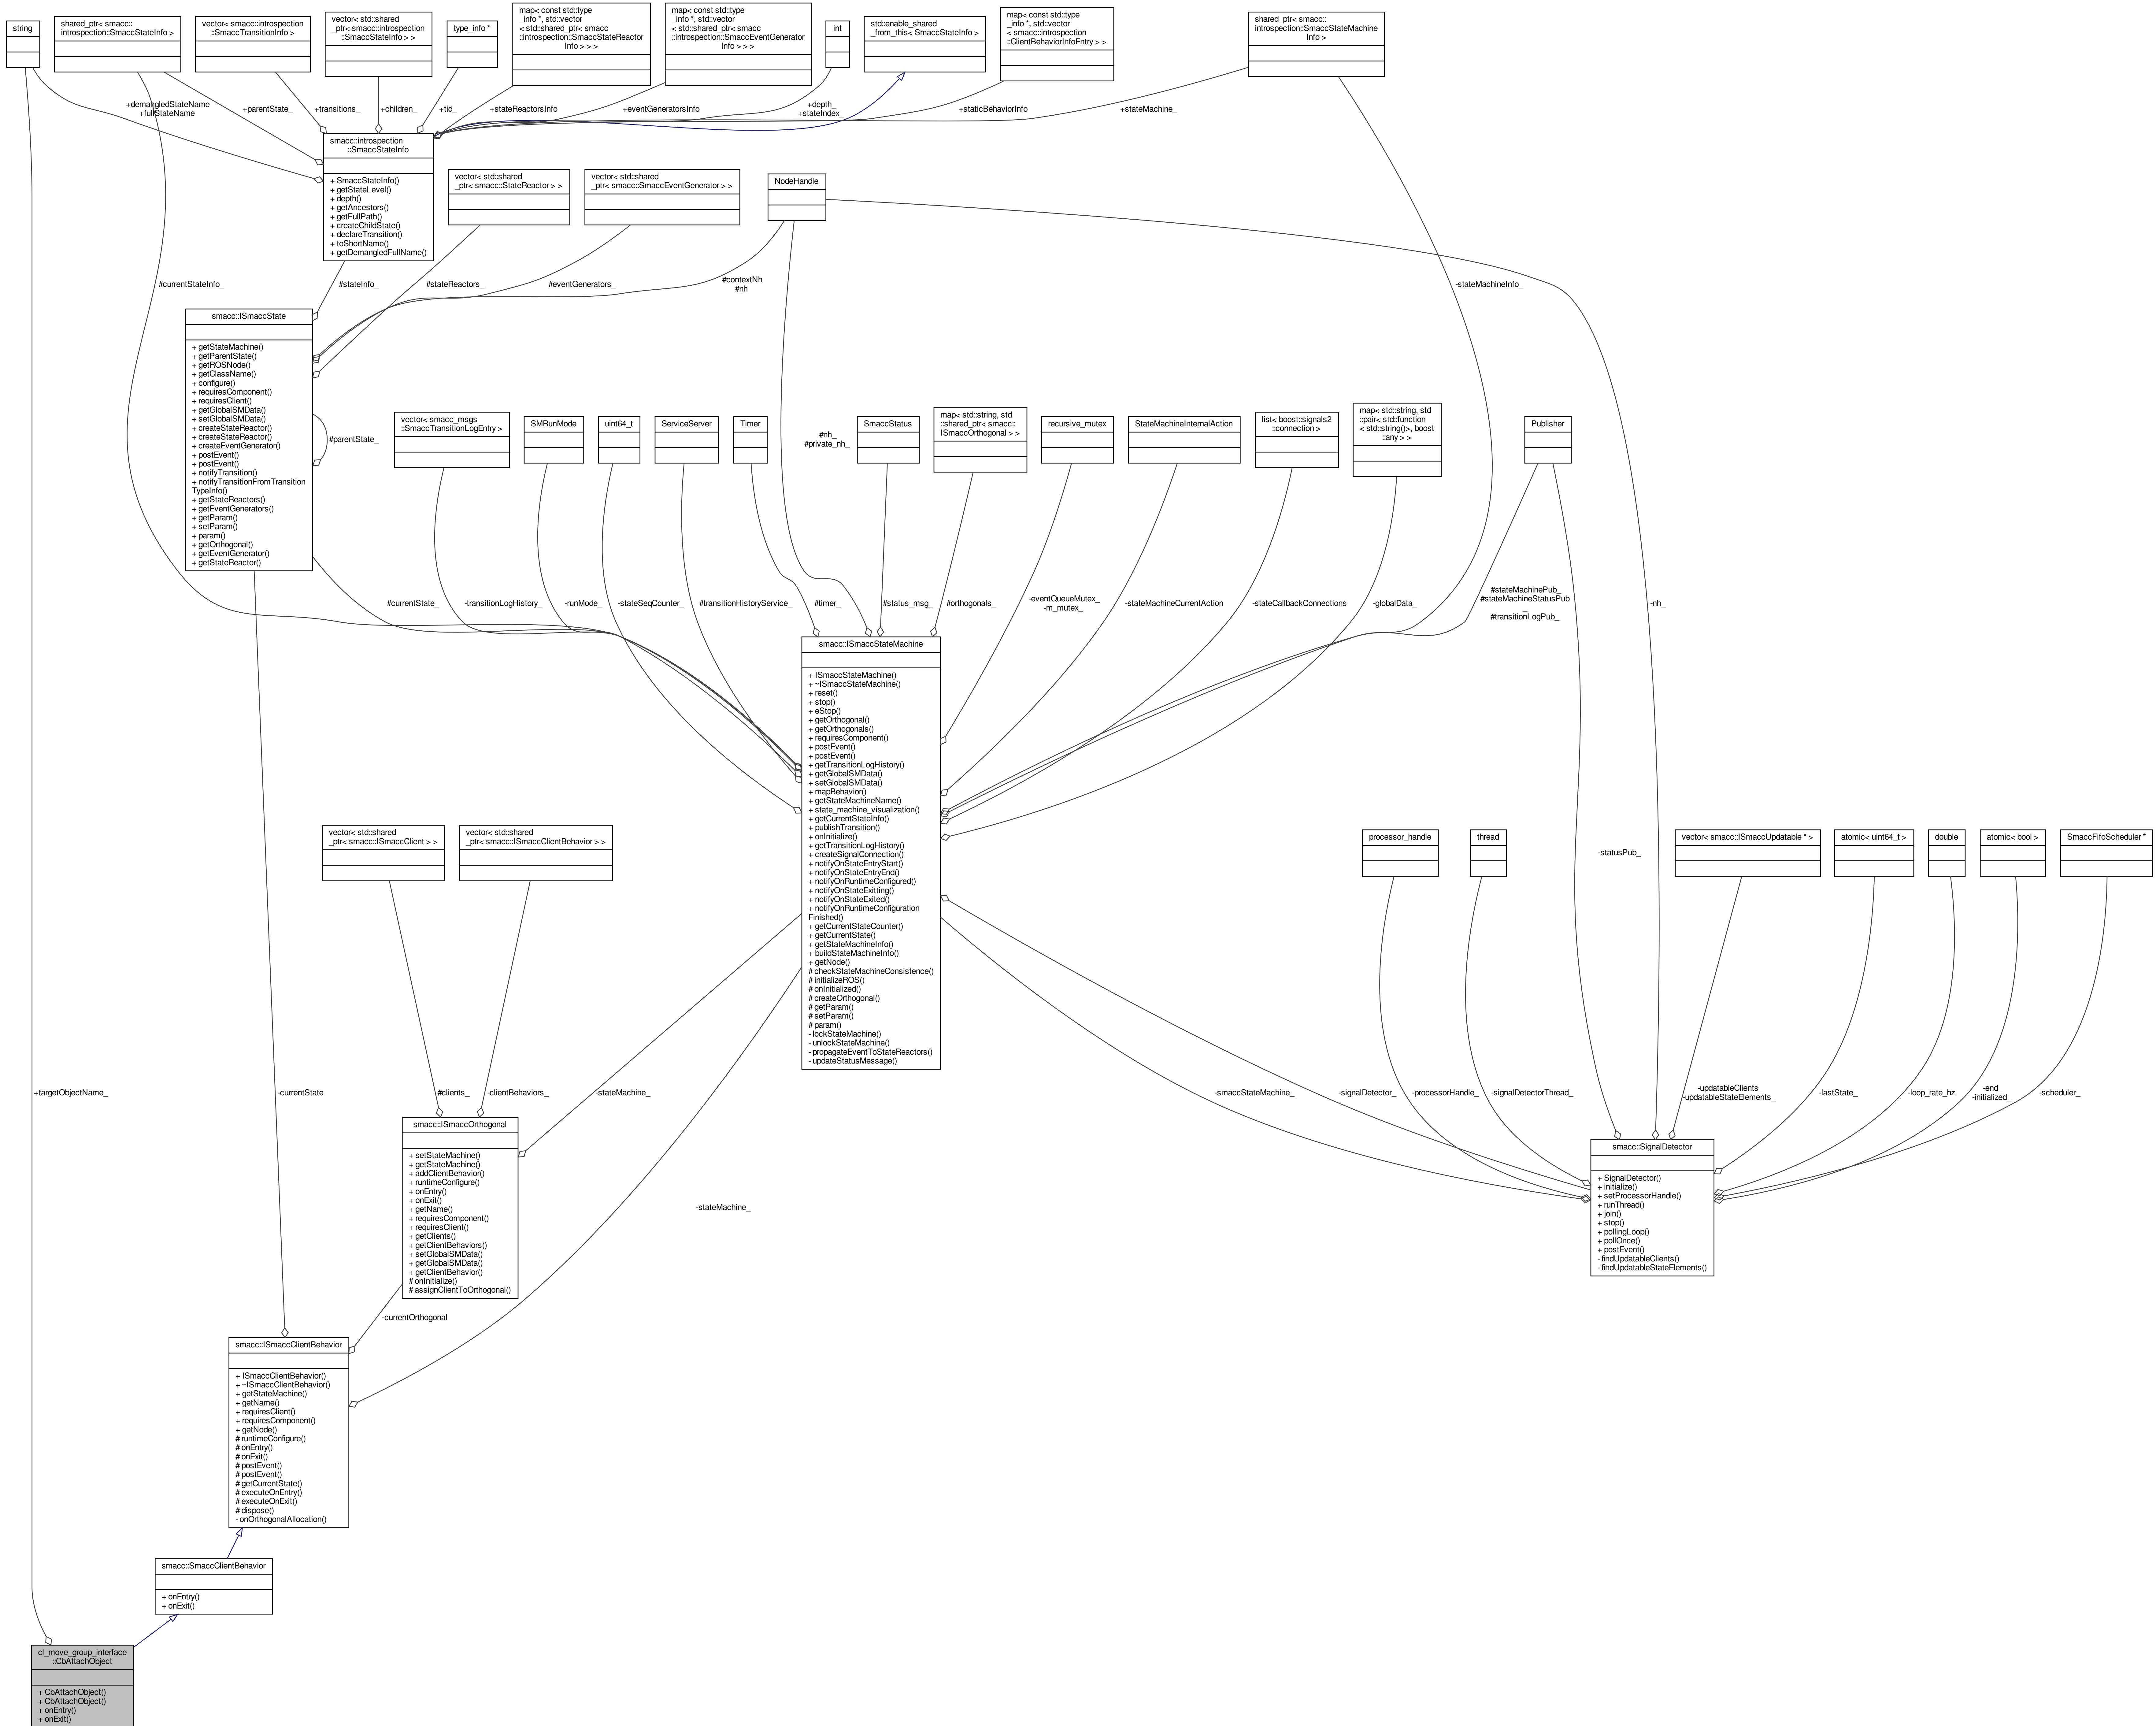 string
shared_ptr< smacc::
introspection::SmaccStateInfo >
vector< smacc::introspection
::SmaccTransitionInfo >
vector< std::shared
_ptr< smacc::introspection
::SmaccStateInfo > >
type_info *
map< const std::type
_info *, std::vector
< std::shared_ptr< smacc
::introspection::SmaccStateReactor
Info > > >
map< const std::type
_info *, std::vector
< std::shared_ptr< smacc
::introspection::SmaccEventGenerator
Info > > >
int
std::enable_shared
_from_this< SmaccStateInfo >
map< const std::type
_info *, std::vector
< smacc::introspection
::ClientBehaviorInfoEntry > >
shared_ptr< smacc::
introspection::SmaccStateMachine
Info >
+demangledStateName
+fullStateName
+parentState_
+transitions_
+children_
+tid_
+stateReactorsInfo
+eventGeneratorsInfo
+depth_
+stateIndex_
+staticBehaviorInfo
+stateMachine_
smacc::introspection
::SmaccStateInfo
+ SmaccStateInfo()
+ getStateLevel()
+ depth()
+ getAncestors()
+ getFullPath()
+ createChildState()
+ declareTransition()
+ toShortName()
+ getDemangledFullName()
vector< std::shared
_ptr< smacc::StateReactor > >
vector< std::shared
_ptr< smacc::SmaccEventGenerator > >
NodeHandle
#currentStateInfo_
#stateInfo_
#stateReactors_
#eventGenerators_
#contextNh
#nh
-stateMachineInfo_
smacc::ISmaccState
+ getStateMachine()
+ getParentState()
+ getROSNode()
+ getClassName()
+ configure()
+ requiresComponent()
+ requiresClient()
+ getGlobalSMData()
+ setGlobalSMData()
+ createStateReactor()
+ createStateReactor()
+ createEventGenerator()
+ postEvent()
+ postEvent()
+ notifyTransition()
+ notifyTransitionFromTransition
TypeInfo()
+ getStateReactors()
+ getEventGenerators()
+ getParam()
+ setParam()
+ param()
+ getOrthogonal()
+ getEventGenerator()
+ getStateReactor()
#parentState_
vector< smacc_msgs
::SmaccTransitionLogEntry >
SMRunMode
uint64_t
ServiceServer
Timer
#nh_
#private_nh_
SmaccStatus
map< std::string, std
::shared_ptr< smacc::
ISmaccOrthogonal > >
recursive_mutex
StateMachineInternalAction
list< boost::signals2
::connection >
map< std::string, std
::pair< std::function
< std::string()>, boost
::any > >
Publisher
#currentState_
-transitionLogHistory_
-runMode_
-stateSeqCounter_
#transitionHistoryService_
#timer_
#status_msg_
#orthogonals_
-eventQueueMutex_
-m_mutex_
-stateMachineCurrentAction
-stateCallbackConnections
-globalData_
#stateMachinePub_
#stateMachineStatusPub
_
#transitionLogPub_
-nh_
smacc::ISmaccStateMachine
+ ISmaccStateMachine()
+ ~ISmaccStateMachine()
+ reset()
+ stop()
+ eStop()
+ getOrthogonal()
+ getOrthogonals()
+ requiresComponent()
+ postEvent()
+ postEvent()
+ getTransitionLogHistory()
+ getGlobalSMData()
+ setGlobalSMData()
+ mapBehavior()
+ getStateMachineName()
+ state_machine_visualization()
+ getCurrentStateInfo()
+ publishTransition()
+ onInitialize()
+ getTransitionLogHistory()
+ createSignalConnection()
+ notifyOnStateEntryStart()
+ notifyOnStateEntryEnd()
+ notifyOnRuntimeConfigured()
+ notifyOnStateExitting()
+ notifyOnStateExited()
+ notifyOnRuntimeConfiguration
Finished()
+ getCurrentStateCounter()
+ getCurrentState()
+ getStateMachineInfo()
+ buildStateMachineInfo()
+ getNode()
# checkStateMachineConsistence()
# initializeROS()
# onInitialized()
# createOrthogonal()
# getParam()
# setParam()
# param()
- lockStateMachine()
- unlockStateMachine()
- propagateEventToStateReactors()
- updateStatusMessage()
vector< std::shared
_ptr< smacc::ISmaccClient > >
vector< std::shared
_ptr< smacc::ISmaccClientBehavior > >
processor_handle
thread
-statusPub_
vector< smacc::ISmaccUpdatable * >
atomic< uint64_t >
double
atomic< bool >
SmaccFifoScheduler *
+targetObjectName_
-currentState
#clients_
-clientBehaviors_
-stateMachine_
-smaccStateMachine_
-signalDetector_
-processorHandle_
-signalDetectorThread_
-updatableClients_
-updatableStateElements_
-lastState_
-loop_rate_hz
-end_
-initialized_
-scheduler_
smacc::ISmaccOrthogonal
+ setStateMachine()
+ getStateMachine()
+ addClientBehavior()
+ runtimeConfigure()
+ onEntry()
+ onExit()
+ getName()
+ requiresComponent()
+ requiresClient()
+ getClients()
+ getClientBehaviors()
+ setGlobalSMData()
+ getGlobalSMData()
+ getClientBehavior()
# onInitialize()
# assignClientToOrthogonal()
-stateMachine_
smacc::SignalDetector
+ SignalDetector()
+ initialize()
+ setProcessorHandle()
+ runThread()
+ join()
+ stop()
+ pollingLoop()
+ pollOnce()
+ postEvent()
- findUpdatableClients()
- findUpdatableStateElements()
-currentOrthogonal
smacc::ISmaccClientBehavior
+ ISmaccClientBehavior()
+ ~ISmaccClientBehavior()
+ getStateMachine()
+ getName()
+ requiresClient()
+ requiresComponent()
+ getNode()
# runtimeConfigure()
# onEntry()
# onExit()
# postEvent()
# postEvent()
# getCurrentState()
# executeOnEntry()
# executeOnExit()
# dispose()
- onOrthogonalAllocation()
smacc::SmaccClientBehavior
+ onEntry()
+ onExit()
cl_move_group_interface
::CbAttachObject
+ CbAttachObject()
+ CbAttachObject()
+ onEntry()
+ onExit()